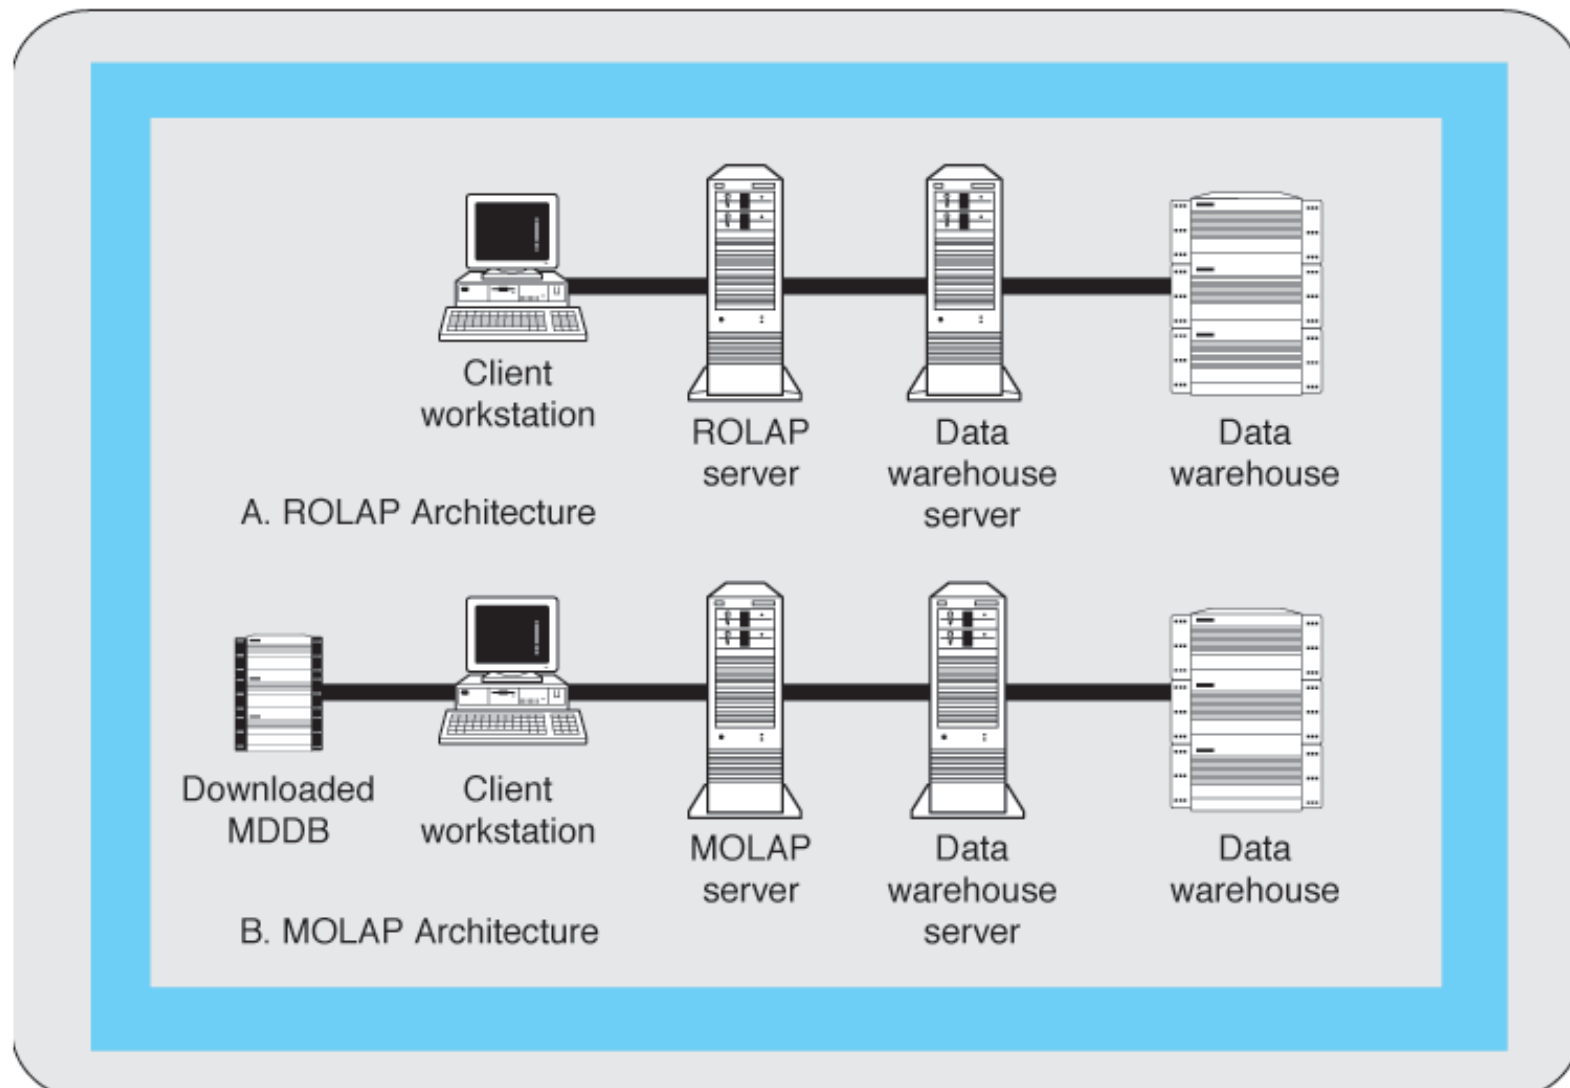 Client
workstation
ROLAP
server
Data
warehouse
server
Data
warehouse
A. ROLAP Architecture
Downloaded
MDDB
Client
workstation
MOLAP
server
Data
warehouse
server
Data
warehouse
B. MOLAP Architecture